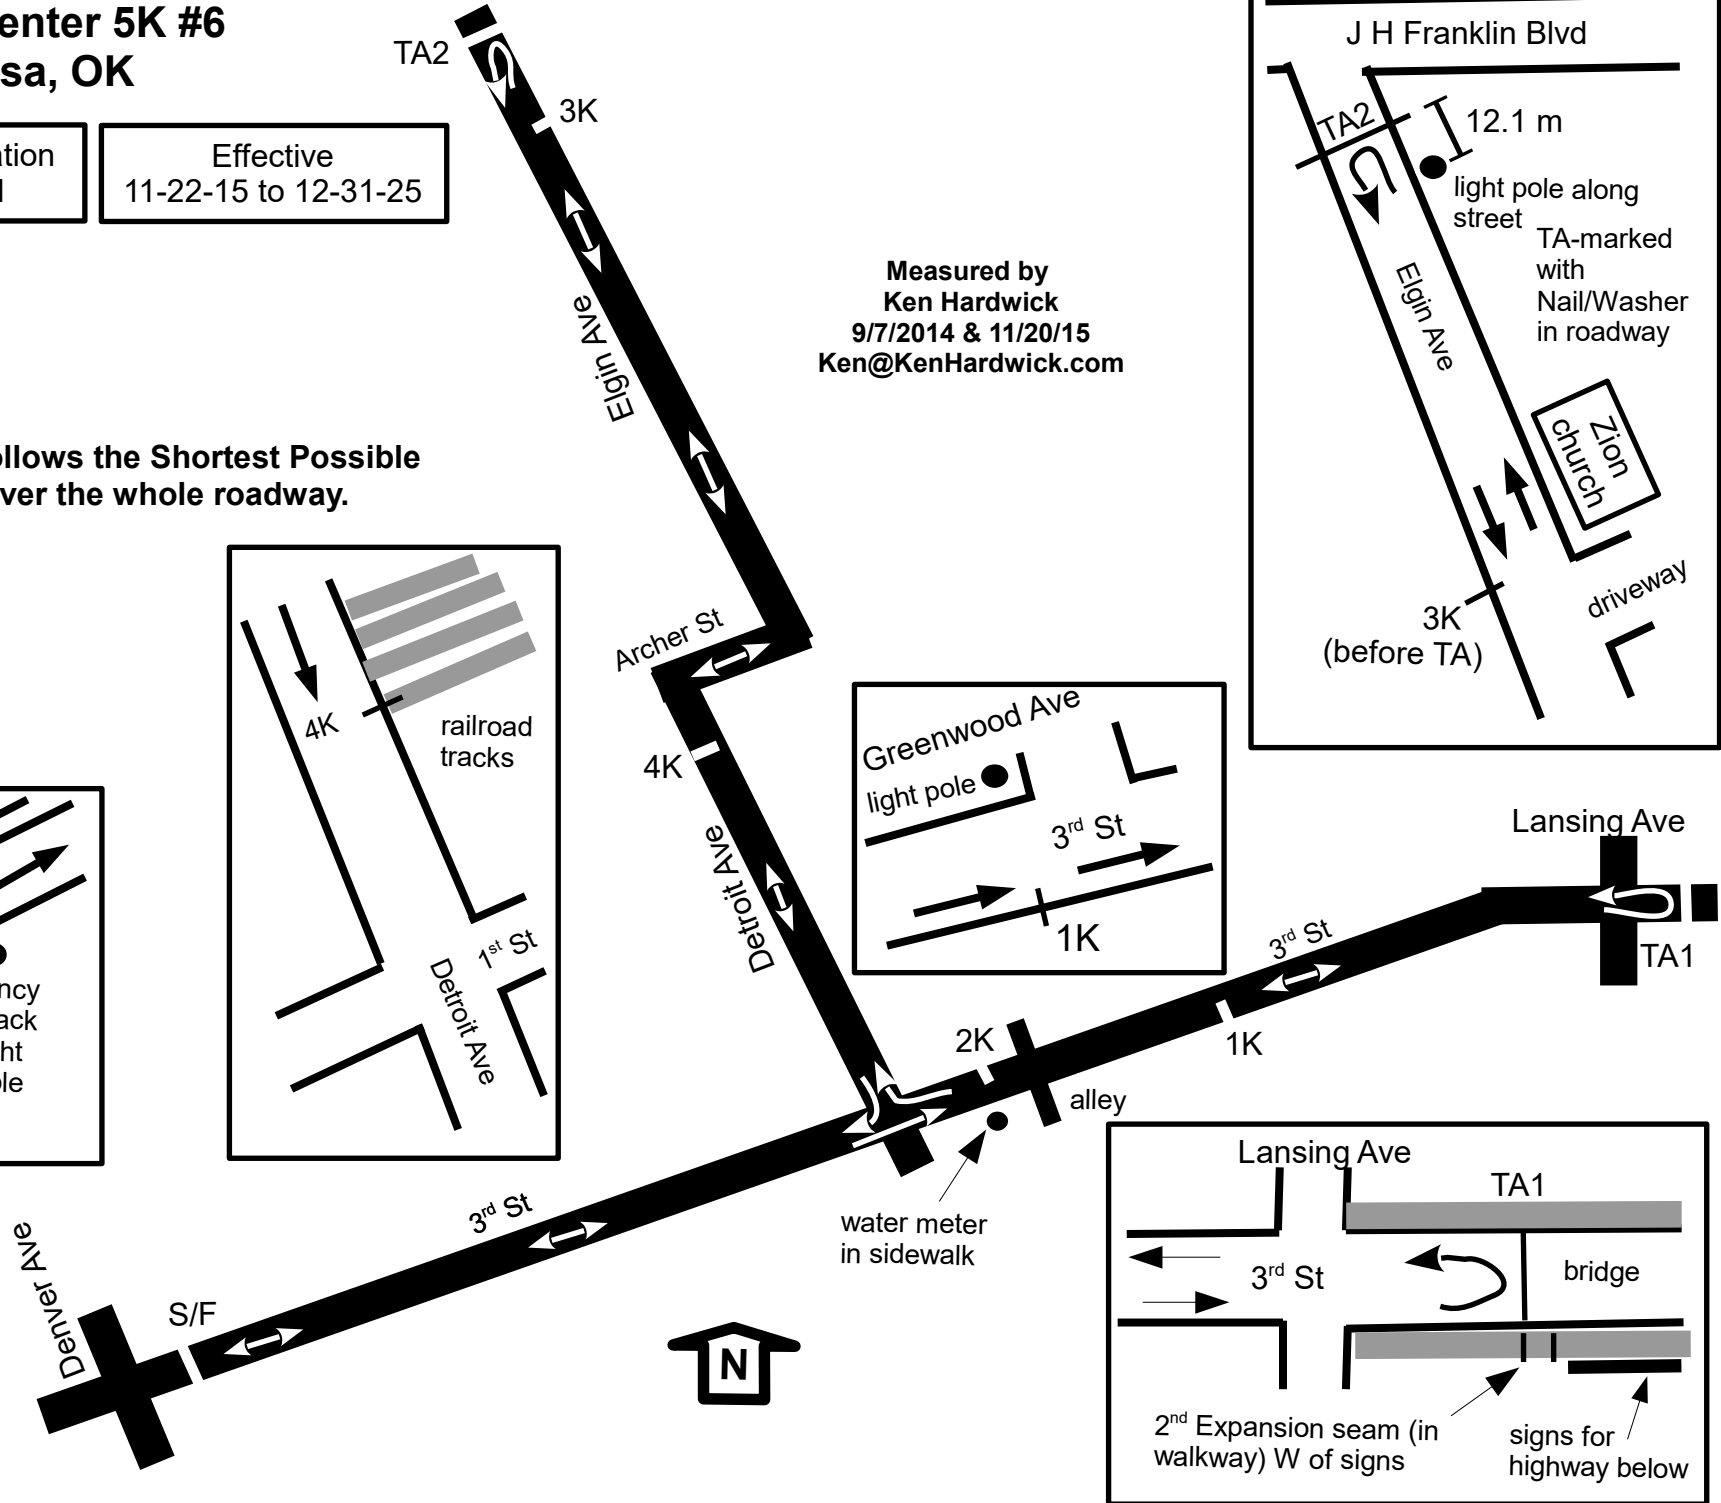 enter 5K #6
sa, OK
ation
Effective
11-22-15 to 12-31-25
TA2
3K
Elgin Ave
Measured by
Ken Hardwick
9/7/2014 & 11/20/15
Ken@KenHardwick.com
ollows the Shortest Possible
ver the whole roadway.
J H Franklin Blvd
TA2
12.1 m
light pole along
street
TA-marked
with
Nail/Washer
in roadway
Elgin Ave
Zion
church
driveway
3K
(before TA)
Archer St
4K
railroad
tracks
1st St
Detroit Ave
4K
Detroit Ave
Greenwood Ave
light pole
3rd St
1K
Lansing Ave
TA1
3rd St
1K
2K
alley
water meter
in sidewalk
ncy
ack
ht
le
3rd St
Denver Ave
S/F
N
Lansing Ave
TA1
3rd St
bridge
2nd Expansion seam (in
walkway) W of signs
signs for
highway below